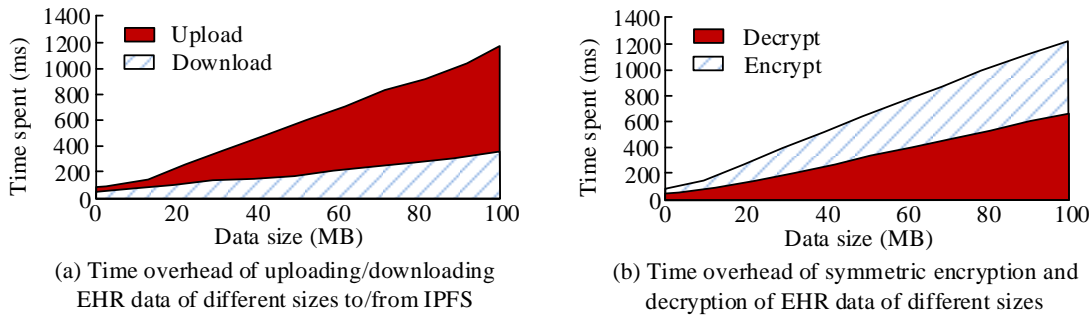 1400
1200
1000
800
600
400
200
0
Time spent (ms)
Upload
Download
0 20 40 60 80 100
Data size (MB)
(a) Time overhead of uploading/downloading
EHR data of different sizes to/from IPFS
1400
1200
1000
800
600
400
200
0
Time spent (ms)
Decrypt
Encrypt
0 20 40 60 80 100
Data size (MB)
(b) Time overhead of symmetric encryption and
decryption of EHR data of different sizes